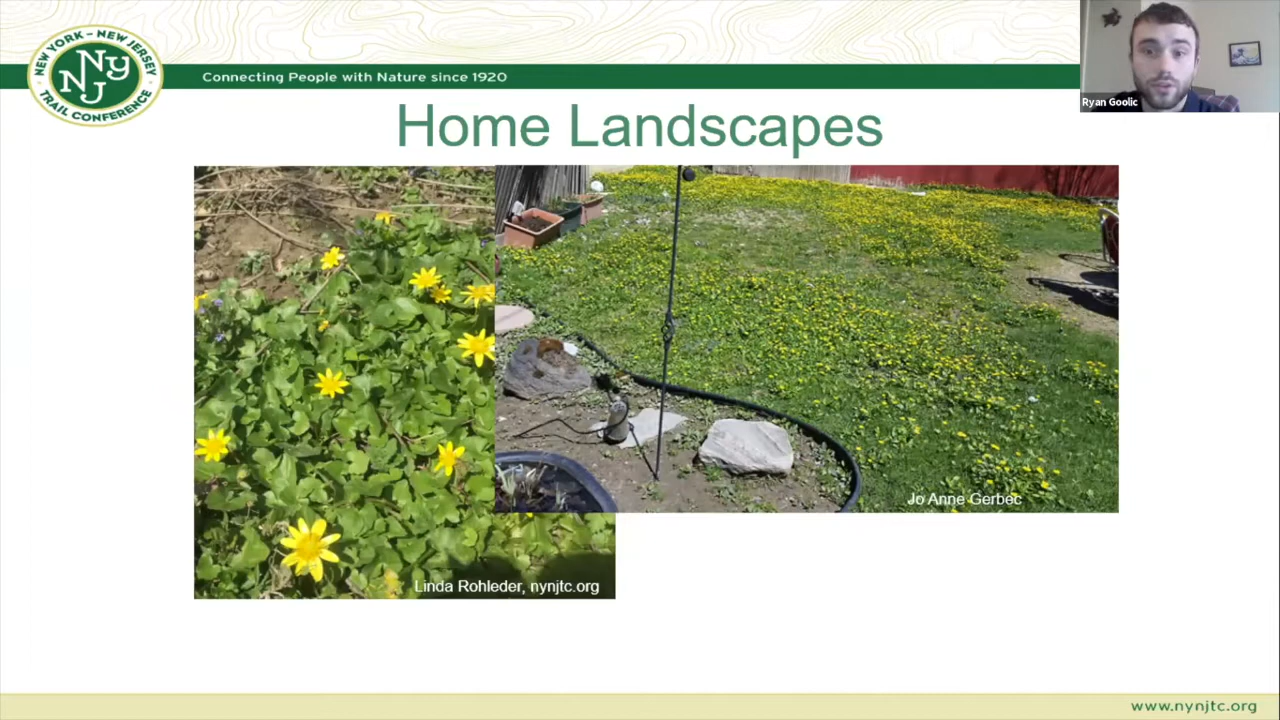 NEW YORK - NEW JERSEY
NY
NJ
TRAIL CONFERENCE
Connecting People with Nature since 1920
Ryan Goolic
Home Landscapes
Jo Anne Gerbec
Linda Rohleder, nynjtc.org
www.nynjtc.org